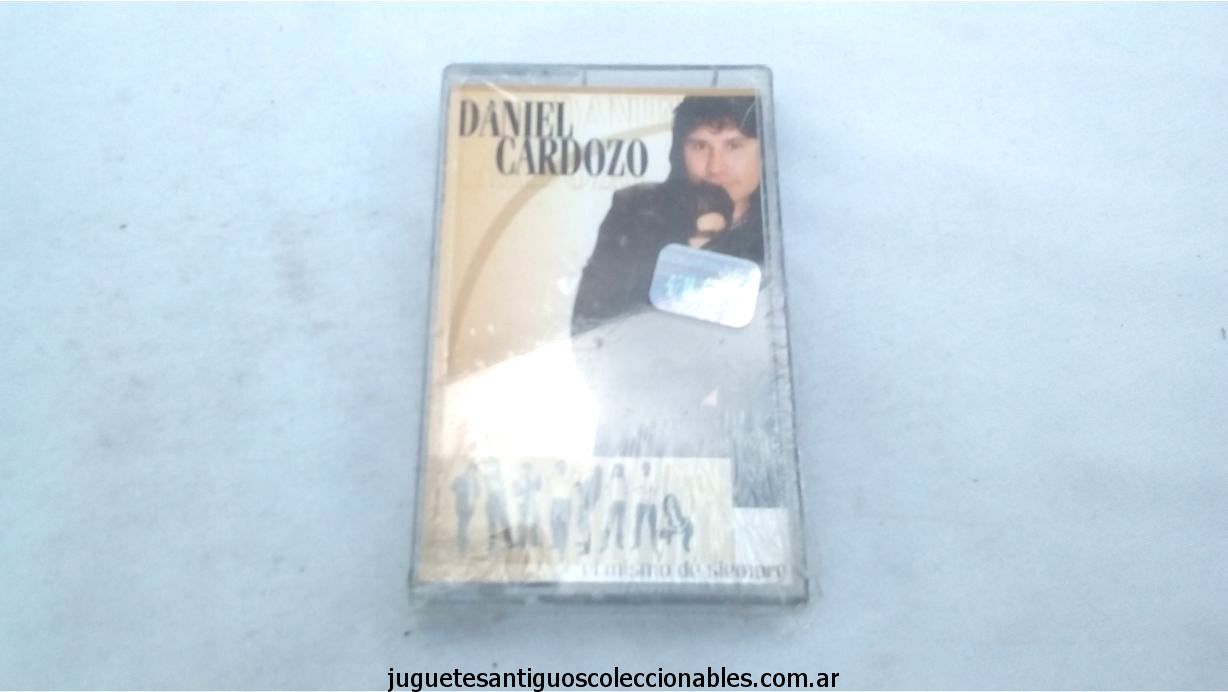 DANIEL
CARDOZO
el mismo de siempre
juguetesantiguoscoleccionables.com.ar